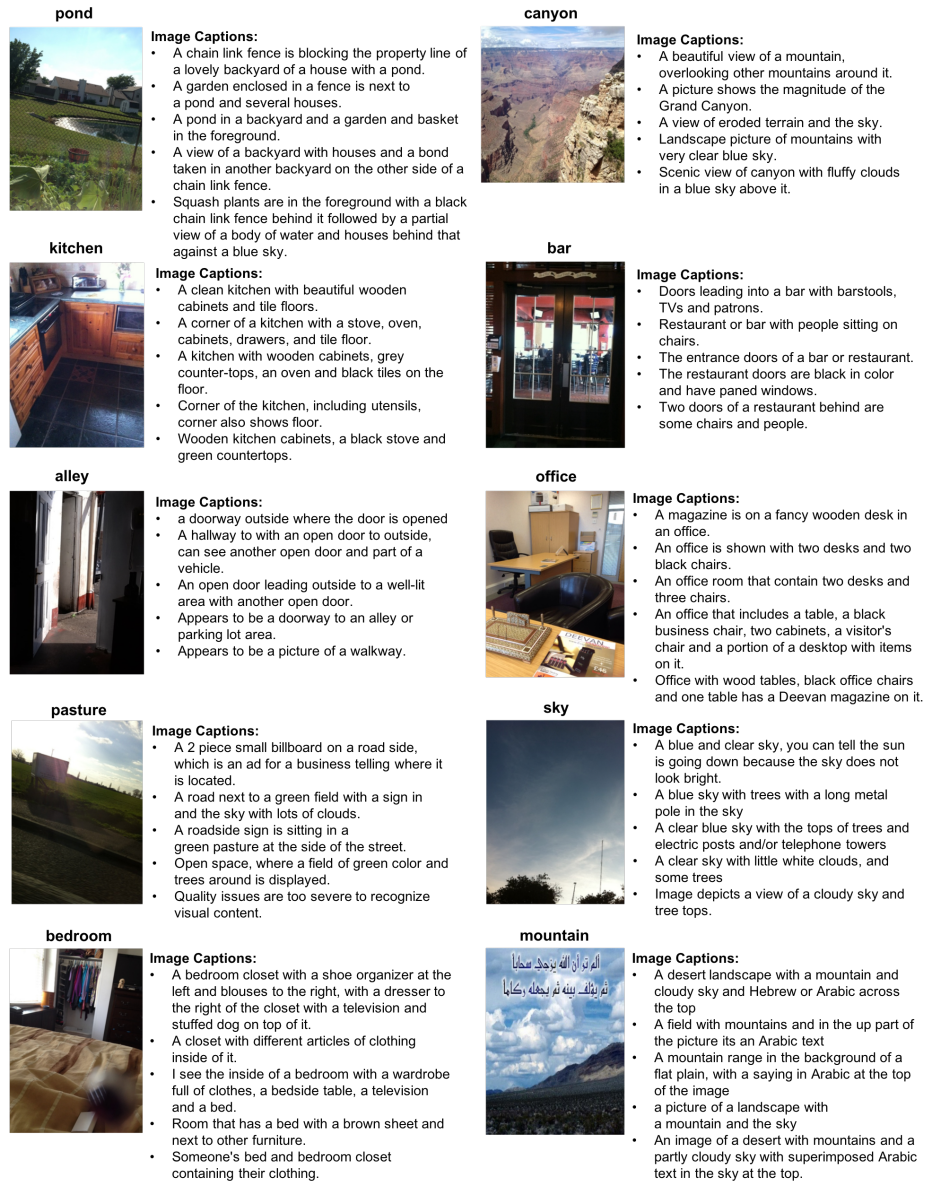 pond
Image Captions:
• A chain link fence is blocking the property line of
a lovely backyard of a house with a pond.
• A garden enclosed in a fence is next to
a pond and several houses.
• A pond in a backyard and a garden and basket
in the foreground.
• A view of a backyard with houses and a bond
taken in another backyard on the other side of a
chain link fence.
• Squash plants are in the foreground with a black
chain link fence behind it followed by a partial
view of a body of water and houses behind that
against a blue sky.
canyon
Image Captions:
• A beautiful view of a mountain,
overlooking other mountains around it.
• A picture shows the magnitude of the
Grand Canyon.
• A view of eroded terrain and the sky.
• Landscape picture of mountains with
very clear blue sky.
• Scenic view of canyon with fluffy clouds
in a blue sky above it.
kitchen
Image Captions:
• A clean kitchen with beautiful wooden
cabinets and tile floors.
• A corner of a kitchen with a stove, oven,
cabinets, drawers, and tile floor.
• A kitchen with wooden cabinets, grey
counter-tops, an oven and black tiles on the
floor.
• Corner of the kitchen, including utensils,
corner also shows floor.
• Wooden kitchen cabinets, a black stove and
green countertops.
bar
Image Captions:
• Doors leading into a bar with barstools,
TVs and patrons.
• Restaurant or bar with people sitting on
chairs.
• The entrance doors of a bar or restaurant.
• The restaurant doors are black in color
and have paned windows.
• Two doors of a restaurant behind are
some chairs and people.
alley
Image Captions:
• a doorway outside where the door is opened
• A hallway to with an open door to outside,
can see another open door and part of a
vehicle.
• An open door leading outside to a well-lit
area with another open door.
• Appears to be a doorway to an alley or
parking lot area.
• Appears to be a picture of a walkway.
office
DEEVAN
Image Captions:
• A magazine is on a fancy wooden desk in
an office.
• An office is shown with two desks and two
black chairs.
• An office room that contain two desks and
three chairs.
• An office that includes a table, a black
business chair, two cabinets, a visitor's
chair and a portion of a desktop with items
on it.
• Office with wood tables, black office chairs
and one table has a Deevan magazine on it.
pasture
Image Captions:
• A 2 piece small billboard on a road side,
which is an ad for a business telling where it
is located.
• A road next to a green field with a sign in
and the sky with lots of clouds.
• A roadside sign is sitting in a
green pasture at the side of the street.
• Open space, where a field of green color and
trees around is displayed.
• Quality issues are too severe to recognize
visual content.
sky
Image Captions:
• A blue and clear sky, you can tell the sun
is going down because the sky does not
look bright.
• A blue sky with trees with a long metal
pole in the sky
• A clear blue sky with the tops of trees and
electric posts and/or telephone towers
• A clear sky with little white clouds, and
some trees
• Image depicts a view of a cloudy sky and
tree tops.
bedroom
Image Captions:
• A bedroom closet with a shoe organizer at the
left and blouses to the right, with a dresser to
the right of the closet with a television and
stuffed dog on top of it.
• A closet with different articles of clothing
inside of it.
• I see the inside of a bedroom with a wardrobe
full of clothes, a bedside table, a television
and a bed.
• Room that has a bed with a brown sheet and
next to other furniture.
• Someone's bed and bedroom closet
containing their clothing.
mountain
ألم تر أن الله يزجي سحابا
ثم يؤلف بينه ثم يجعله ركاما
Image Captions:
• A desert landscape with a mountain and
cloudy sky and Hebrew or Arabic across
the top
• A field with mountains and in the up part of
the picture its an Arabic text
• A mountain range in the background of a
flat plain, with a saying in Arabic at the top
of the image
• a picture of a landscape with
a mountain and the sky
• An image of a desert with mountains and a
partly cloudy sky with superimposed Arabic
text in the sky at the top.